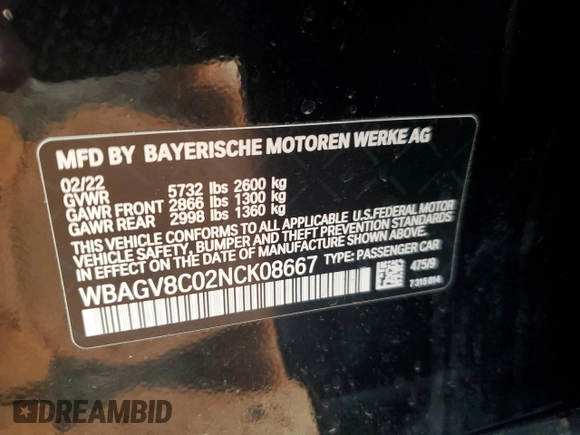 MFD BY BAYERISCHE MOTOREN WERKE AG
02/22
GVWR 5732 lbs 2600 kg
GAWR FRONT 2866 lbs 1300 kg
GAWR REAR 2998 lbs 1360 kg
THIS VEHICLE CONFORMS TO ALL APPLICABLE U.S.FEDERAL MOTOR
VEHICLE SAFETY, BUMPER, AND THEFT PREVENTION STANDARDS
IN EFFECT ON THE DATE OF MANUFACTURE SHOWN ABOVE.
WBAGV8C02NCK08667 TYPE: PASSENGER CAR
475/9
7 315 014
DREAMBID